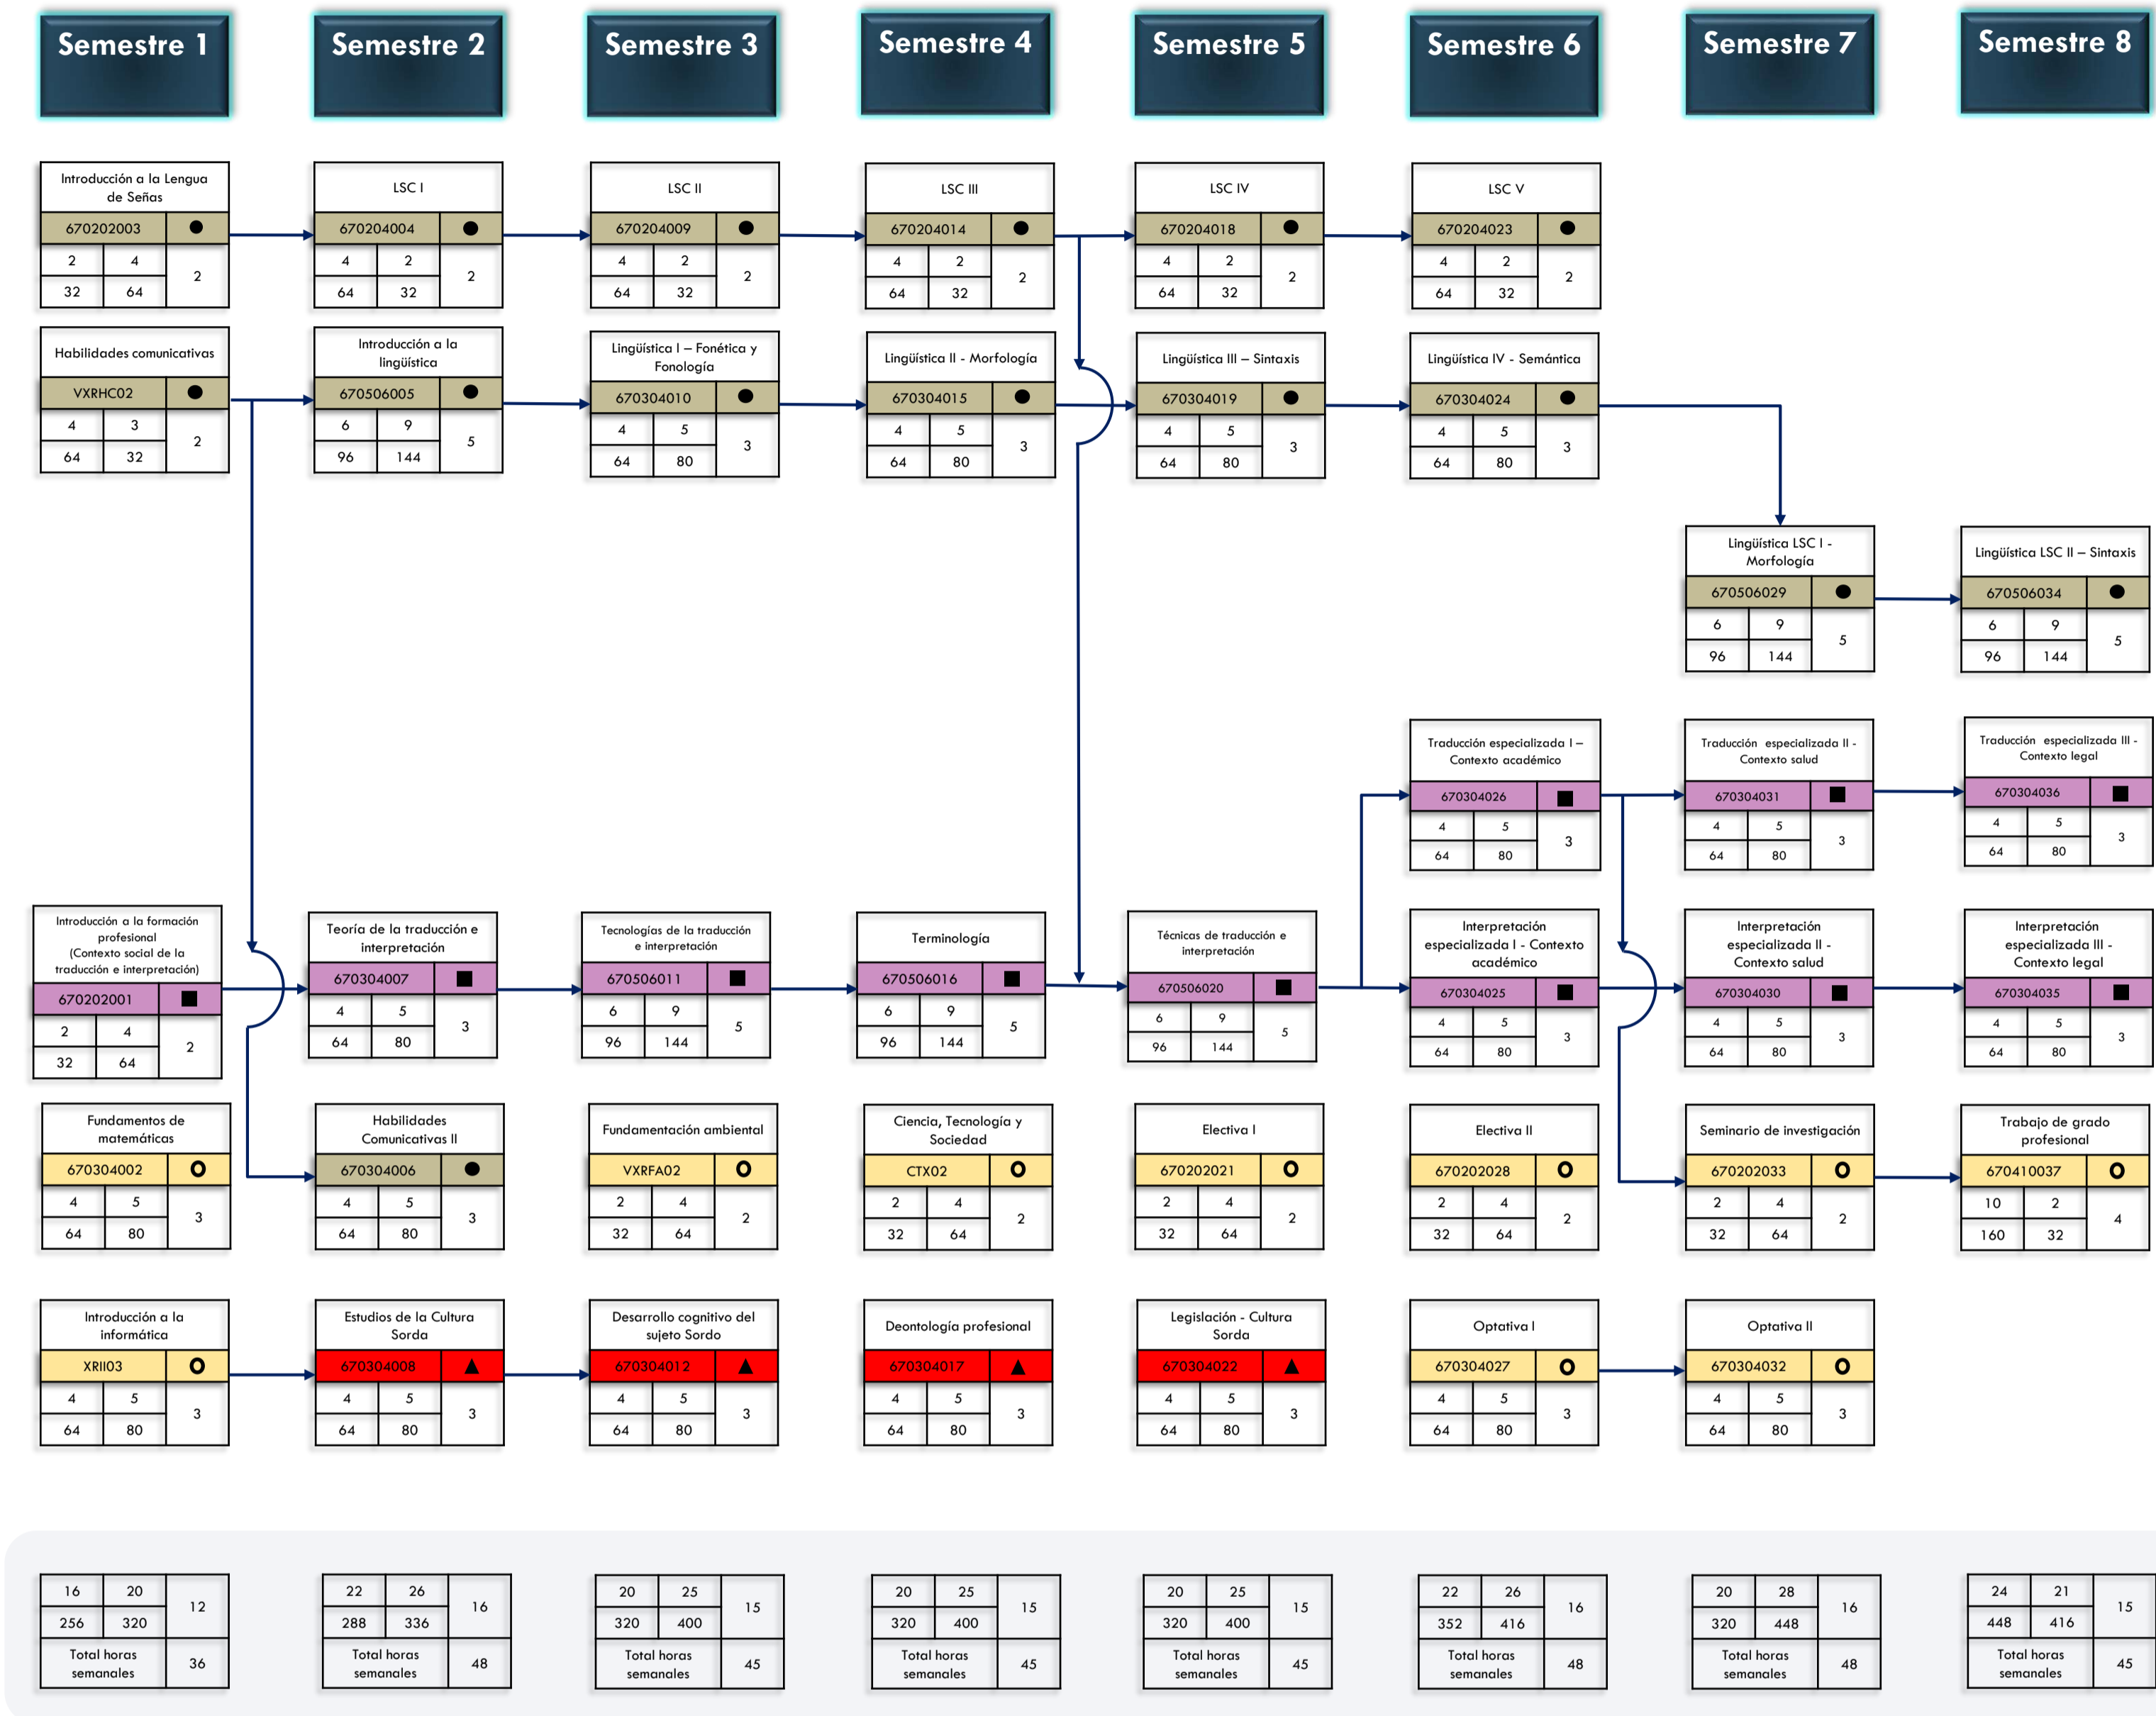 Semestre 1
Semestre 2
Semestre 3
Semestre 4
Semestre 5
Semestre 6
Semestre 7
Semestre 8
Introducción a la Lengua
de Señas
670202003
2 4
2
32 64
LSC I
670204004
4 2
2
64 32
LSC II
670204009
4 2
2
64 32
LSC III
670204014
4 2
2
64 32
LSC IV
670204018
4 2
2
64 32
LSC V
670204023
4 2
2
64 32
Habilidades comunicativas
VXRHC02
4 3
2
64 32
Introducción a la
lingüística
670506005
6 9
5
96 144
Lingüística I – Fonética y
Fonología
670304010
4 5
3
64 80
Lingüística II - Morfología
670304015
4 5
3
64 80
Lingüística III – Sintaxis
670304019
4 5
3
64 80
Lingüística IV - Semántica
670304024
4 5
3
64 80
Lingüística LSC I -
Morfología
670506029
6 9
5
96 144
Lingüística LSC II – Sintaxis
670506034
6 9
5
96 144
Traducción especializada I –
Contexto académico
670304026
4 5
3
64 80
Traducción especializada II -
Contexto salud
670304031
4 5
3
64 80
Traducción especializada III -
Contexto legal
670304036
4 5
3
64 80
Introducción a la formación
profesional
(Contexto social de la
traducción e interpretación)
670202001
2 4
2
32 64
Teoría de la traducción e
interpretación
670304007
4 5
3
64 80
Tecnologías de la traducción
e interpretación
670506011
6 9
5
96 144
Terminología
670506016
6 9
5
96 144
Técnicas de traducción e
interpretación
670506020
6 9
5
96 144
Interpretación
especializada I - Contexto
académico
670304025
4 5
3
64 80
Interpretación
especializada II -
Contexto salud
670304030
4 5
3
64 80
Interpretación
especializada III -
Contexto legal
670304035
4 5
3
64 80
Fundamentos de
matemáticas
670304002
4 5
3
64 80
Habilidades
Comunicativas II
670304006
4 5
3
64 80
Fundamentación ambiental
VXRFA02
2 4
2
32 64
Ciencia, Tecnología y
Sociedad
CTX02
2 4
2
32 64
Electiva I
670202021
2 4
2
32 64
Electiva II
670202028
2 4
2
32 64
Seminario de investigación
670202033
2 4
2
32 64
Trabajo de grado
profesional
670410037
10 2
4
160 32
Introducción a la
informática
XRII03
4 5
3
64 80
Estudios de la Cultura
Sorda
670304008
4 5
3
64 80
Desarrollo cognitivo del
sujeto Sordo
670304012
4 5
3
64 80
Deontología profesional
670304017
4 5
3
64 80
Legislación - Cultura
Sorda
670304022
4 5
3
64 80
Optativa I
670304027
4 5
3
64 80
Optativa II
670304032
4 5
3
64 80
16 20
12
256 320
Total horas
semanales
36
22 26
16
288 336
Total horas
semanales
48
20 25
15
320 400
Total horas
semanales
45
20 25
15
320 400
Total horas
semanales
45
20 25
15
320 400
Total horas
semanales
45
22 26
16
352 416
Total horas
semanales
48
20 28
16
320 448
Total horas
semanales
48
24 21
15
448 416
Total horas
semanales
45